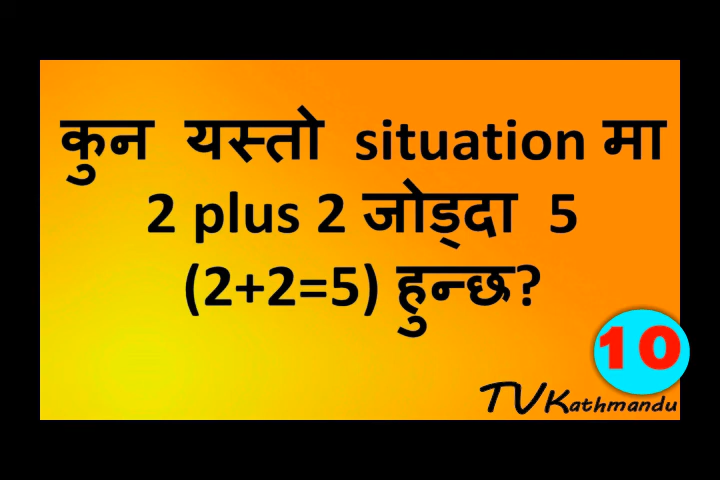 कुन यस्तो situation मा
2 plus 2 जोड्दा 5
(2+2=5) हुन्छ?
10
TVKathmandu